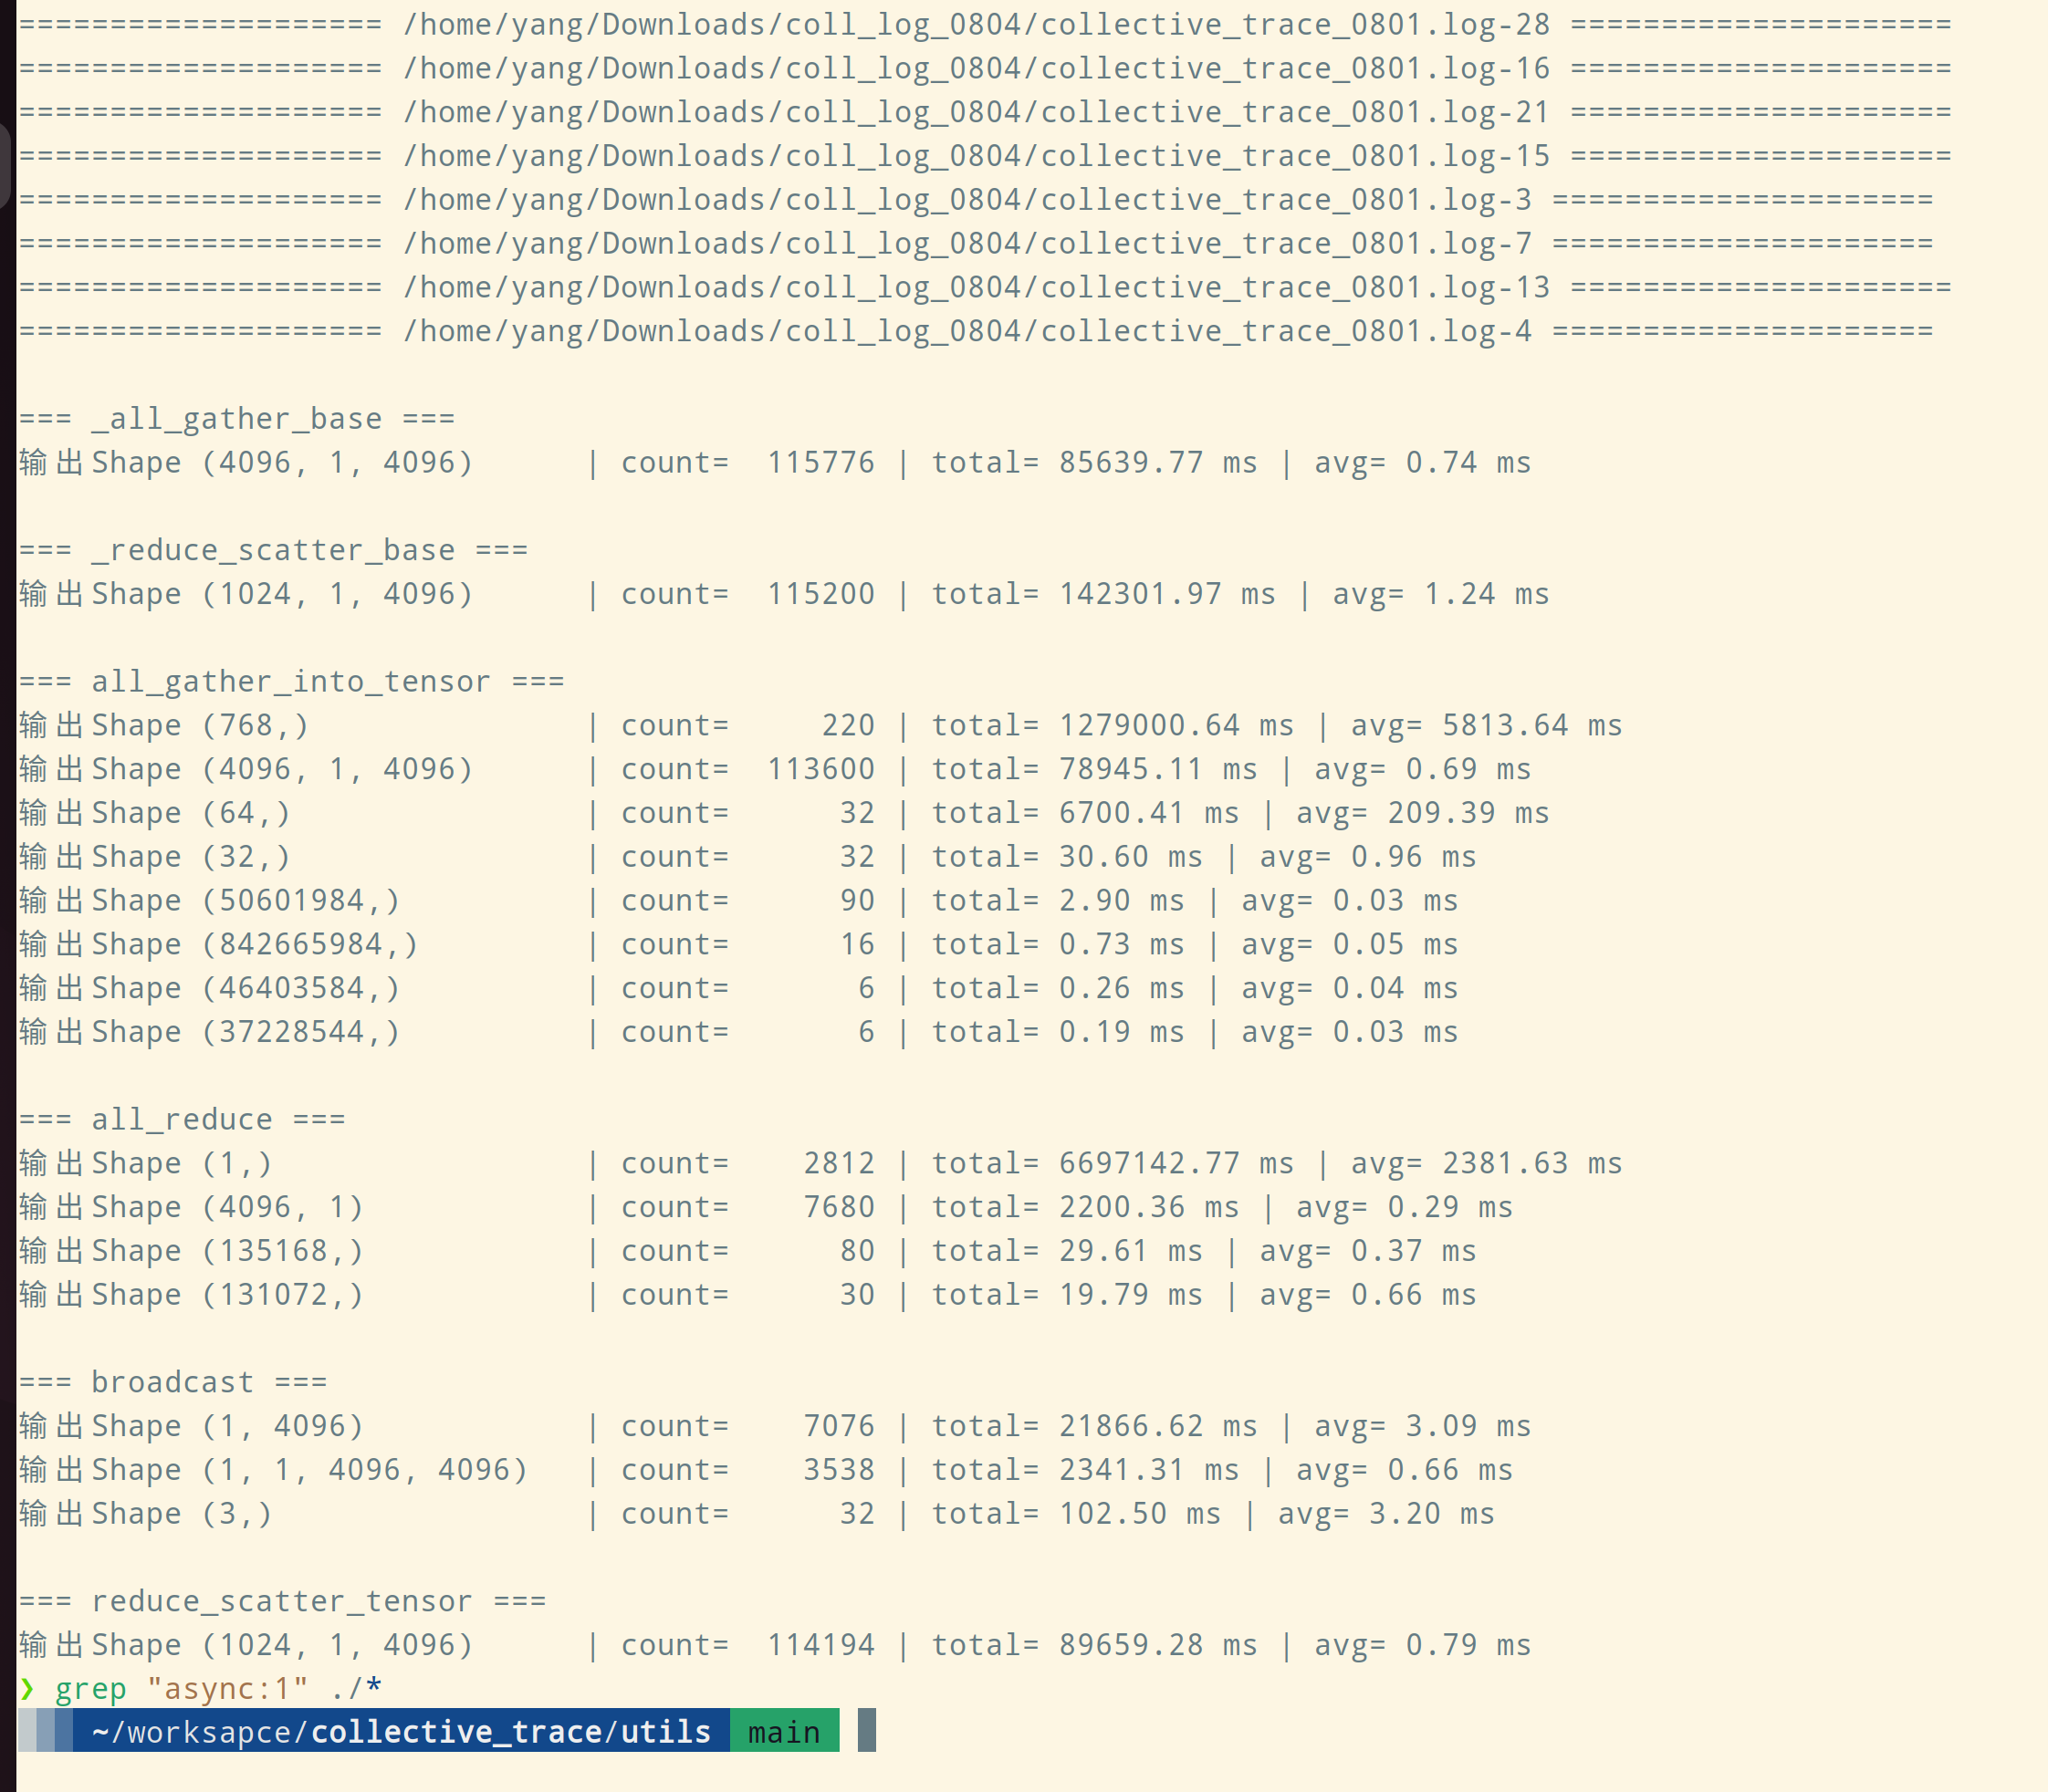 ==================== /home/yang/Downloads/coll_log_0804/collective_trace_0801.log-28 =====================
==================== /home/yang/Downloads/coll_log_0804/collective_trace_0801.log-16 =====================
==================== /home/yang/Downloads/coll_log_0804/collective_trace_0801.log-21 =====================
==================== /home/yang/Downloads/coll_log_0804/collective_trace_0801.log-15 =====================
==================== /home/yang/Downloads/coll_log_0804/collective_trace_0801.log-3 =====================
==================== /home/yang/Downloads/coll_log_0804/collective_trace_0801.log-7 =====================
==================== /home/yang/Downloads/coll_log_0804/collective_trace_0801.log-13 =====================
==================== /home/yang/Downloads/coll_log_0804/collective_trace_0801.log-4 =====================
=== _all_gather_base ===
输出Shape (4096, 1, 4096) | count= 115776 | total= 85639.77 ms | avg= 0.74 ms
=== _reduce_scatter_base ===
输出Shape (1024, 1, 4096) | count= 115200 | total= 142301.97 ms | avg= 1.24 ms
=== all_gather_into_tensor ===
输出Shape (768,) | count= 220 | total= 1279000.64 ms | avg= 5813.64 ms
输出Shape (4096, 1, 4096) | count= 113600 | total= 78945.11 ms | avg= 0.69 ms
输出Shape (64,) | count= 32 | total= 6700.41 ms | avg= 209.39 ms
输出Shape (32,) | count= 32 | total= 30.60 ms | avg= 0.96 ms
输出Shape (50601984,) | count= 90 | total= 2.90 ms | avg= 0.03 ms
输出Shape (842665984,) | count= 16 | total= 0.73 ms | avg= 0.05 ms
输出Shape (46403584,) | count= 6 | total= 0.26 ms | avg= 0.04 ms
输出Shape (37228544,) | count= 6 | total= 0.19 ms | avg= 0.03 ms
=== all_reduce ===
输出Shape (1,) | count= 2812 | total= 6697142.77 ms | avg= 2381.63 ms
输出Shape (4096, 1) | count= 7680 | total= 2200.36 ms | avg= 0.29 ms
输出Shape (135168,) | count= 80 | total= 29.61 ms | avg= 0.37 ms
输出Shape (131072,) | count= 30 | total= 19.79 ms | avg= 0.66 ms
=== broadcast ===
输出Shape (1, 4096) | count= 7076 | total= 21866.62 ms | avg= 3.09 ms
输出Shape (1, 1, 4096, 4096) | count= 3538 | total= 2341.31 ms | avg= 0.66 ms
输出Shape (3,) | count= 32 | total= 102.50 ms | avg= 3.20 ms
=== reduce_scatter_tensor ===
输出Shape (1024, 1, 4096) | count= 114194 | total= 89659.28 ms | avg= 0.79 ms
❯ grep "async:1" ./*
~/worksapce/collective_trace/utils main